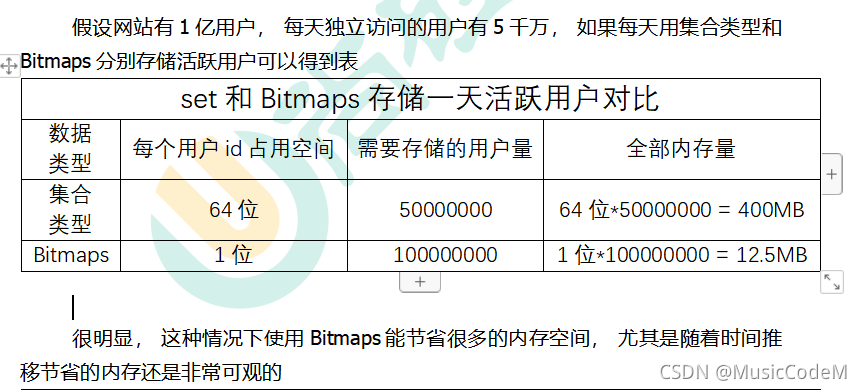 假设网站有 1 亿用户， 每天独立访问的用户有 5 千万， 如果每天用集合类型和
Bitmaps 分别存储活跃用户可以得到表
set 和 Bitmaps 存储一天活跃用户对比
数据
类型
每个用户 id 占用空间
需要存储的用户量
全部内存量
集合
类型
64 位
50000000
64 位*50000000 = 400MB
Bitmaps
1 位
100000000
1 位*100000000 = 12.5MB
很明显， 这种情况下使用 Bitmaps 能节省很多的内存空间， 尤其是随着时间推
移节省的内存还是非常可观的
CSDN @MusicCodeM